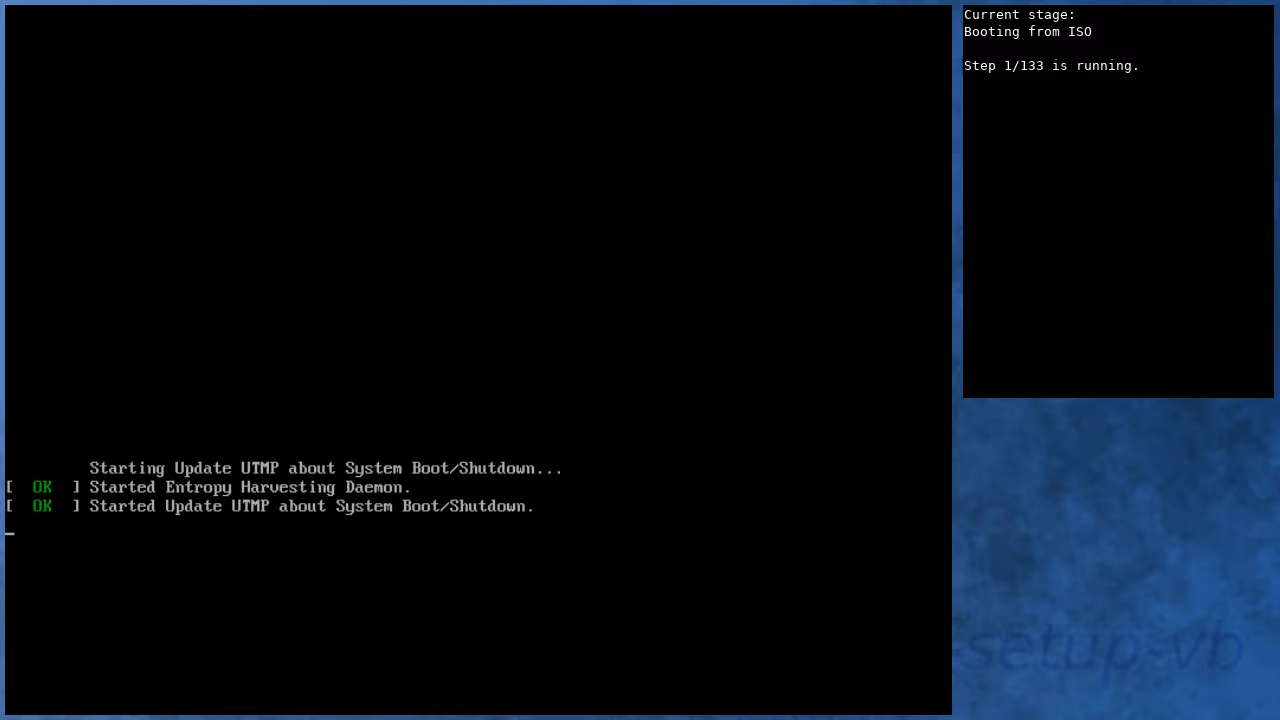 Current stage:
Booting from ISO
Step 1/133 is running.
Starting Update UTMP about System Boot/Shutdown...
[  OK  ] Started Entropy Harvesting Daemon.
[  OK  ] Started Update UTMP about System Boot/Shutdown.
-setup-vb